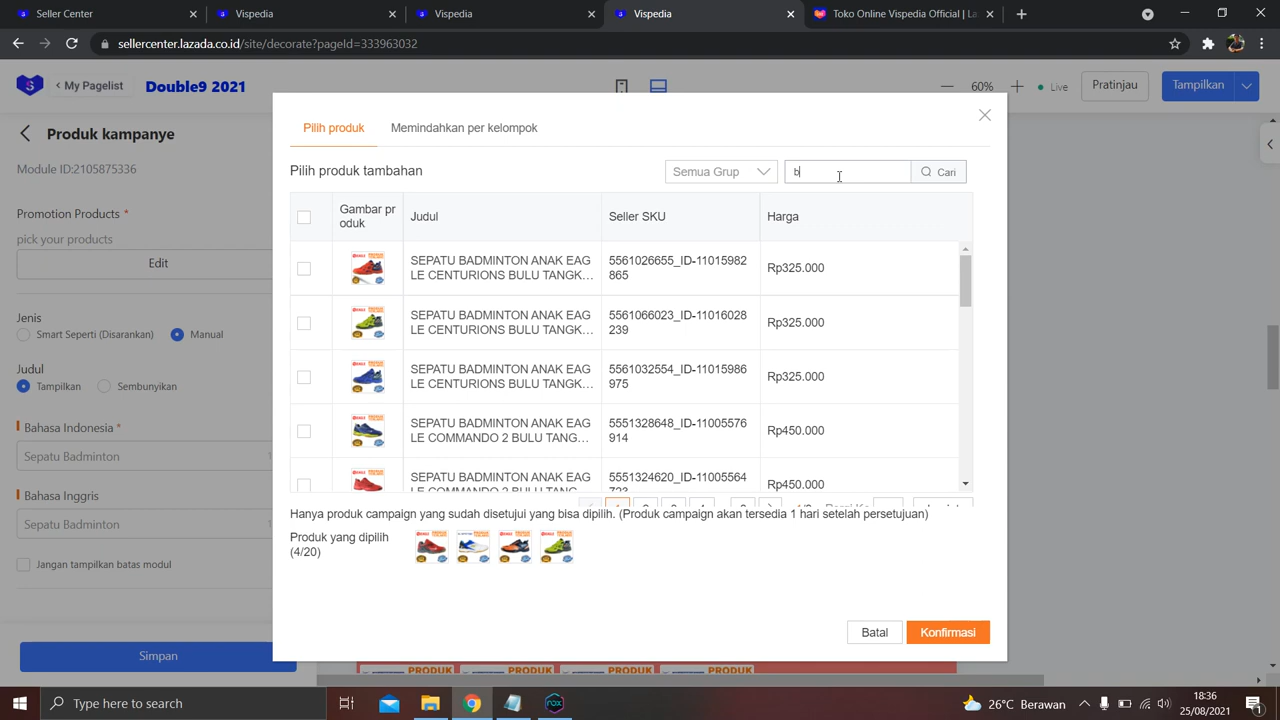 Seller Center
Vispedia
Vispedia
Vispedia
Toko Online Vispedia Official | La
sellercenter.lazada.co.id/site/decorate?pageId=333963032
My Pagelist
Double9 2021
60%
Live
Pratinjau
Tampilkan
Produk kampanye
Module ID:2105875336
Promotion Products *
pick your products
Edit
Jenis
Smart Seperti (Disarankan)
Manual
Judul
Tampilkan
Sembunyikan
Bahasa Indonesia *
Sepatu Badminton
Bahasa Inggris
Sepatu Badminton
Jangan tampilkan batas modul
Simpan
Pilih produk
Memindahkan per kelompok
Pilih produk tambahan
Semua Grup
b
Cari
Gambar pr
oduk
Judul
Seller SKU
Harga
SEPATU BADMINTON ANAK EAG
LE CENTURIONS BULU TANGK...
5561026655_ID-11015982
865
Rp325.000
SEPATU BADMINTON ANAK EAG
LE CENTURIONS BULU TANGK...
5561066023_ID-11016028
239
Rp325.000
SEPATU BADMINTON ANAK EAG
LE CENTURIONS BULU TANGK...
5561032554_ID-11015986
975
Rp325.000
SEPATU BADMINTON ANAK EAG
LE COMMANDO 2 BULU TANG...
5551328648_ID-11005576
914
Rp450.000
SEPATU BADMINTON ANAK EAG
LE COMMANDO 2 BULU TANG...
5551324620_ID-11005564
723
Rp450.000
Hanya produk campaign yang sudah disetujui yang bisa dipilih. (Produk campaign akan tersedia 1 hari setelah persetujuan)
Produk yang dipilih
(4/20)
Batal
Konfirmasi
PRODUK PRODUK PRODUK PRODUK
Type here to search
26°C Berawan
18:36
25/08/2021